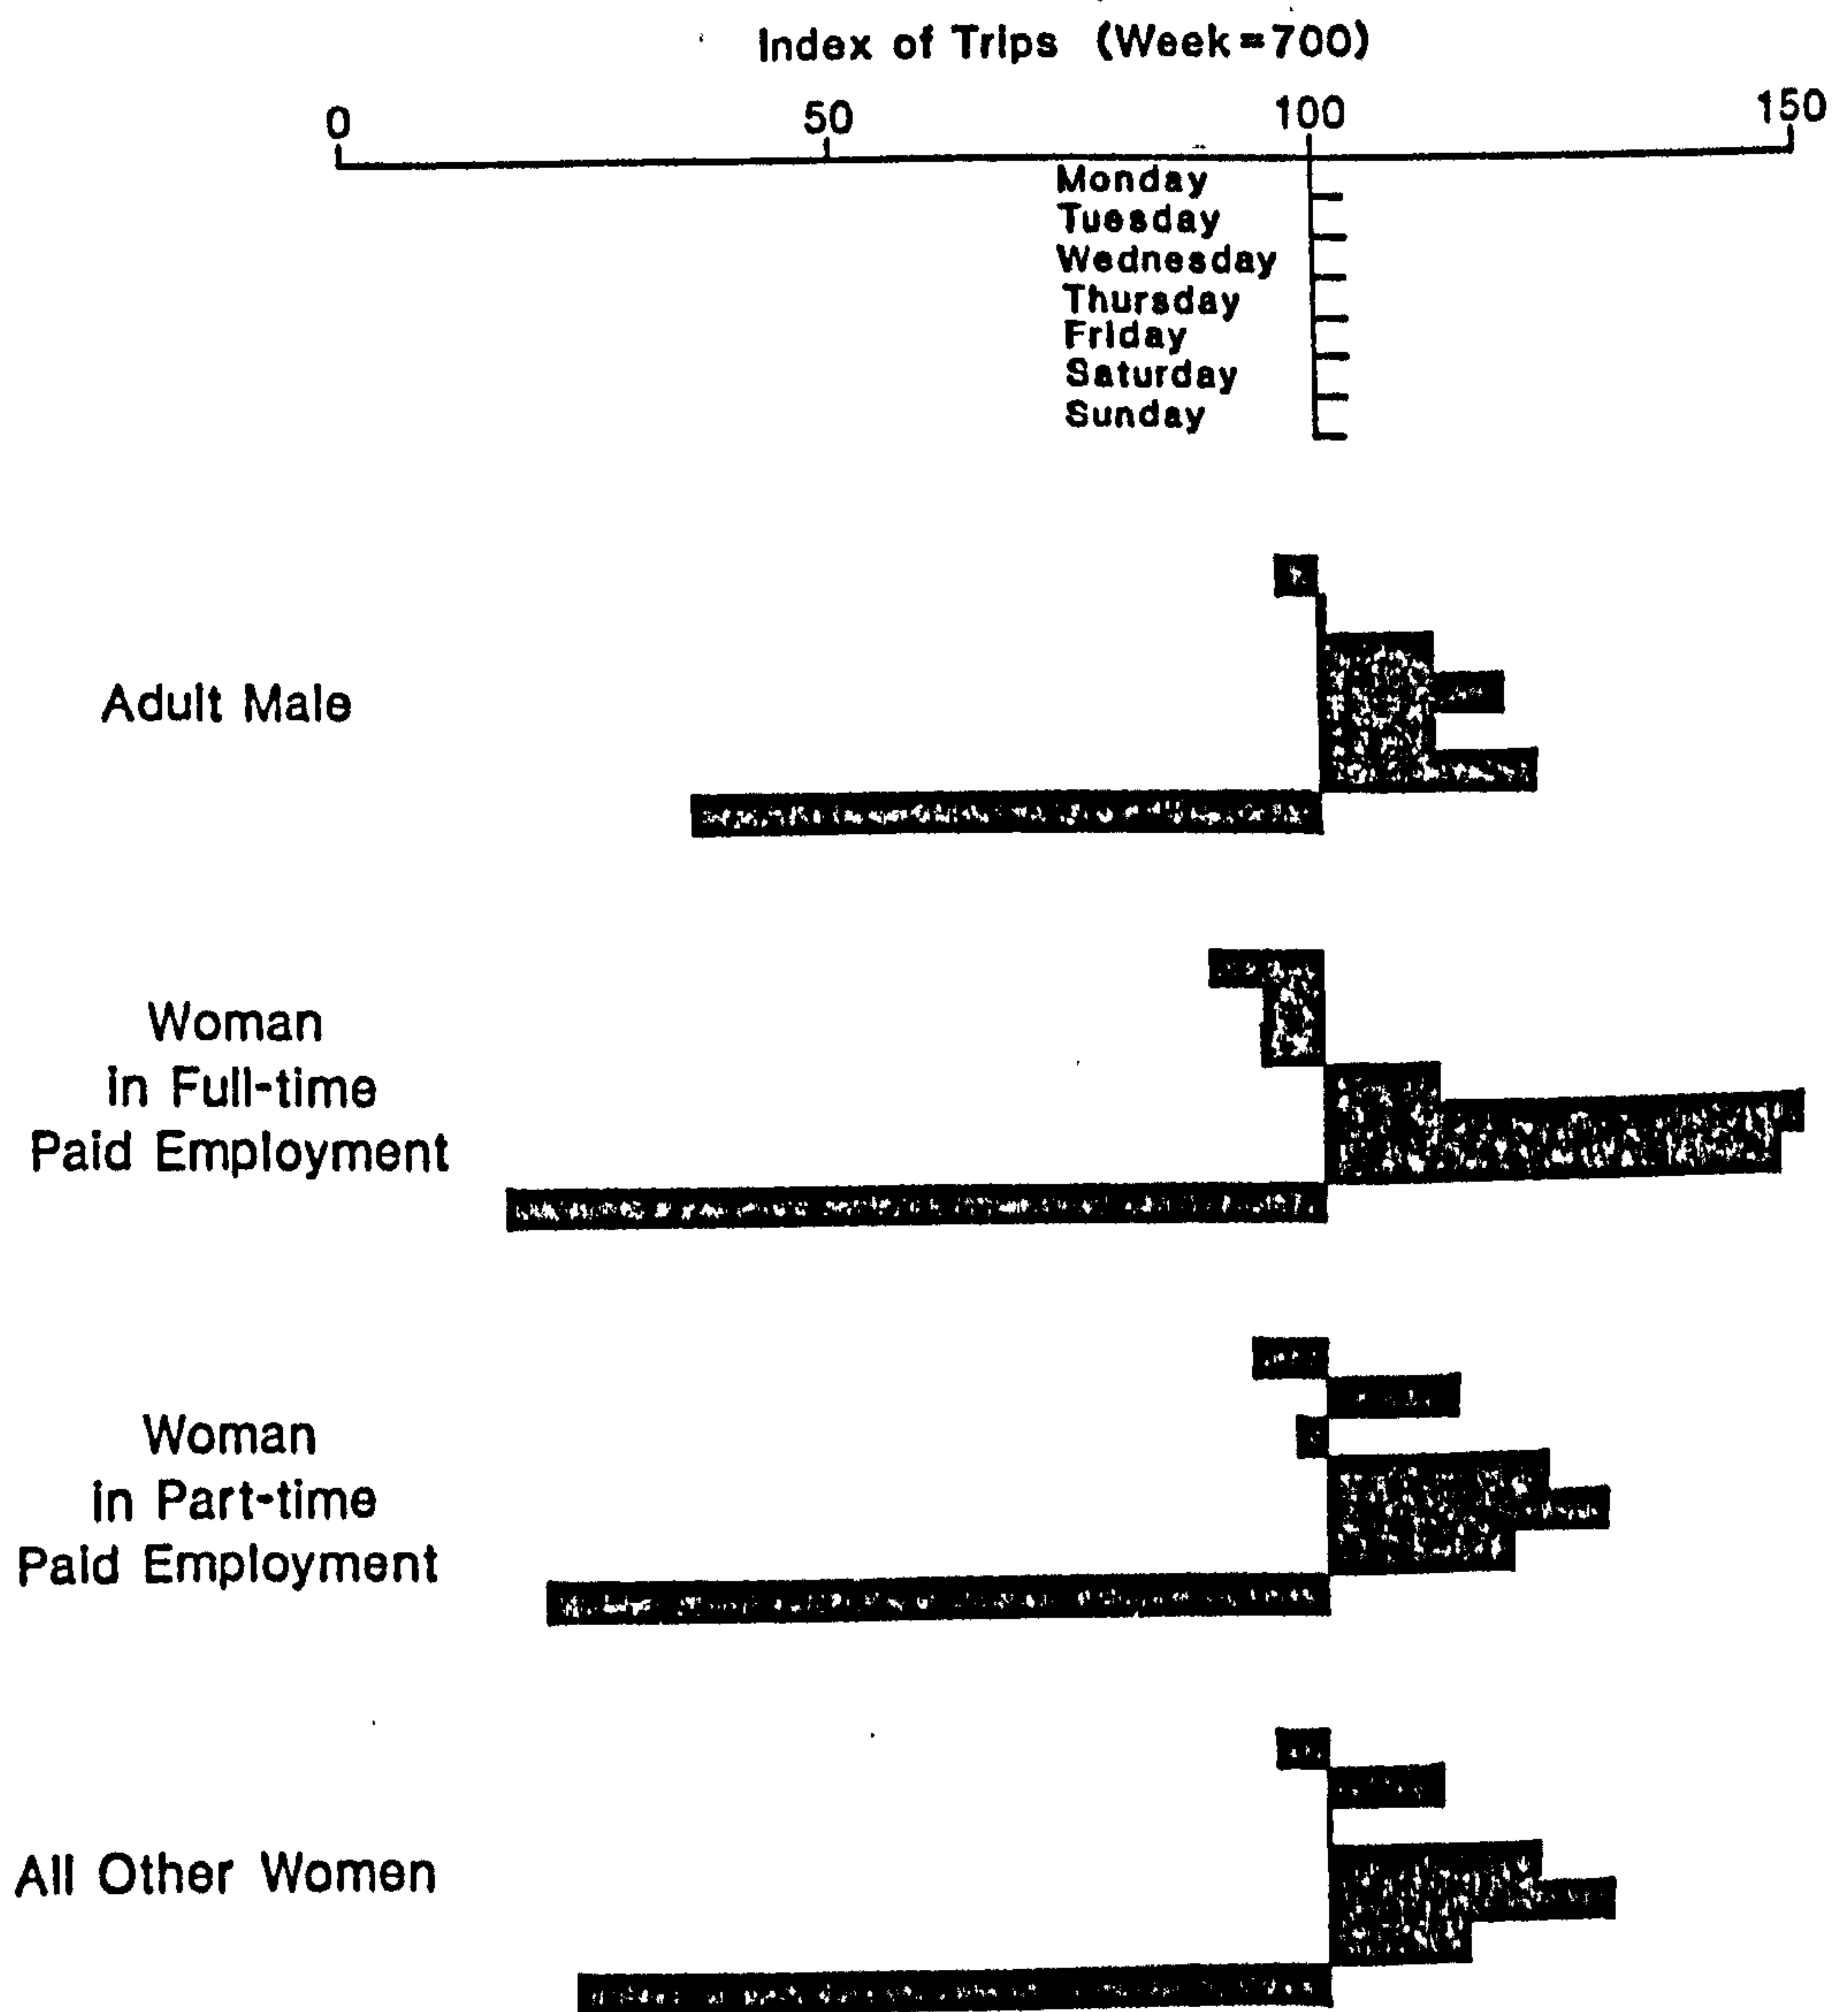 Index of Trips (Week=700)
0 50 100 150
Monday
Tuesday
Wednesday
Thursday
Friday
Saturday
Sunday
Adult Male
Woman
in Full-time
Paid Employment
Woman
in Part-time
Paid Employment
All Other Women